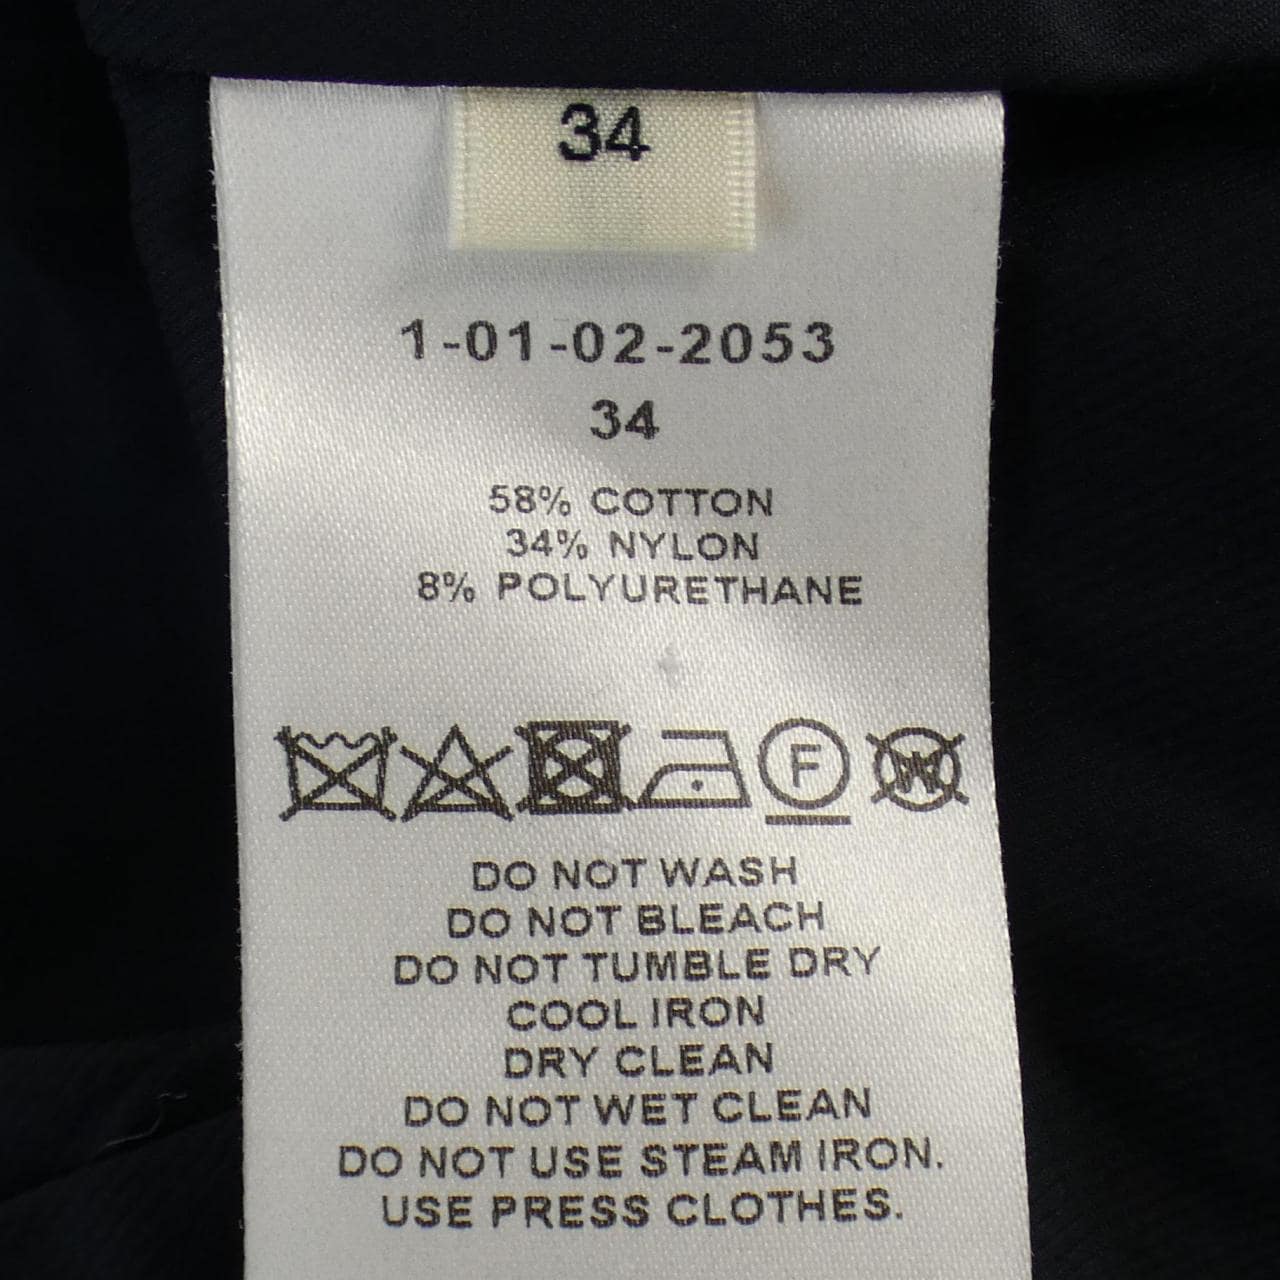 34
1-01-02-2053
34
58% COTTON
34% NYLON
8% POLYURETHANE
F W
DO NOT WASH
DO NOT BLEACH
DO NOT TUMBLE DRY
COOL IRON
DRY CLEAN
DO NOT WET CLEAN
DO NOT USE STEAM IRON.
USE PRESS CLOTHES.